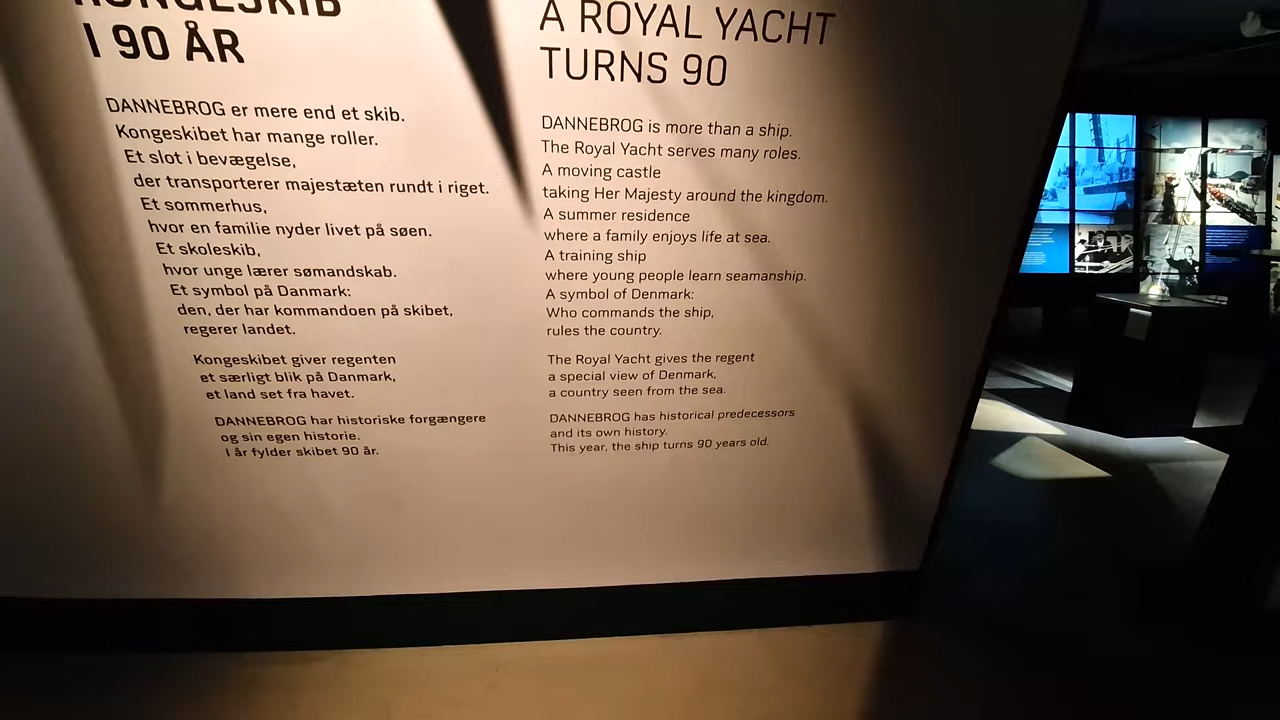 KONGESKIB
I 90 ÅR
DANNEBROG er mere end et skib.
Kongeskibet har mange roller.
Et slot i bevægelse,
der transporterer majestæten rundt i riget.
Et sommerhus,
hvor en familie nyder livet på søen.
Et skoleskib,
hvor unge lærer sømandskab.
Et symbol på Danmark:
den, der har kommandoen på skibet,
regerer landet.
Kongeskibet giver regenten
et særligt blik på Danmark,
et land set fra havet.
DANNEBROG har historiske forgængere
og sin egen historie.
I år fylder skibet 90 år.
A ROYAL YACHT
TURNS 90
DANNEBROG is more than a ship.
The Royal Yacht serves many roles.
A moving castle
taking Her Majesty around the kingdom.
A summer residence
where a family enjoys life at sea.
A training ship
where young people learn seamanship.
A symbol of Denmark:
Who commands the ship,
rules the country.
The Royal Yacht gives the regent
a special view of Denmark,
a country seen from the sea.
DANNEBROG has historical predecessors
and its own history.
This year, the ship turns 90 years old.